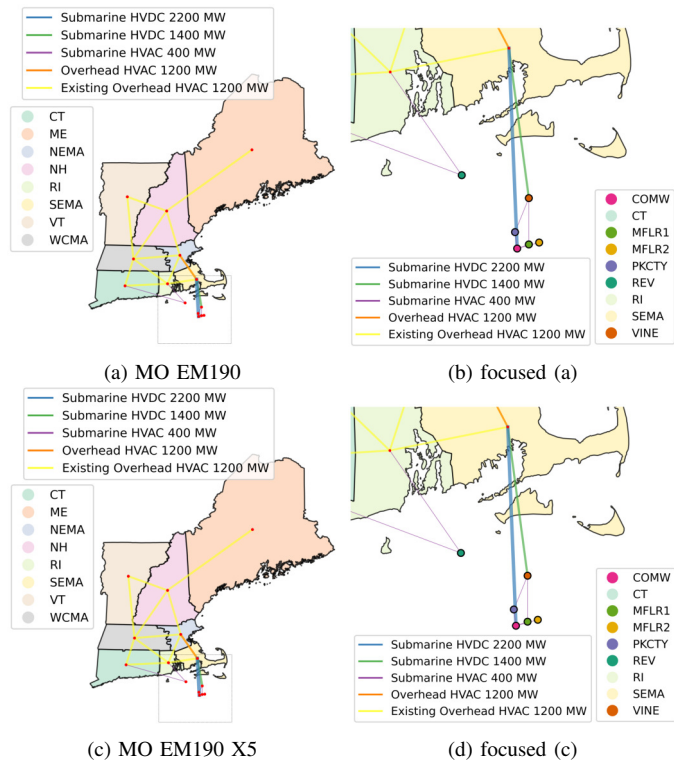 Submarine HVDC 2200 MW
Submarine HVDC 1400 MW
Submarine HVAC 400 MW
Overhead HVAC 1200 MW
Existing Overhead HVAC 1200 MW
CT
ME
NEMA
NH
RI
SEMA
VT
WCMA
(a) MO EM190
COMW
CT
MFLR1
MFLR2
PKCTY
REV
RI
SEMA
VINE
Submarine HVDC 2200 MW
Submarine HVDC 1400 MW
Submarine HVAC 400 MW
Overhead HVAC 1200 MW
Existing Overhead HVAC 1200 MW
(b) focused (a)
Submarine HVDC 2200 MW
Submarine HVDC 1400 MW
Submarine HVAC 400 MW
Overhead HVAC 1200 MW
Existing Overhead HVAC 1200 MW
CT
ME
NEMA
NH
RI
SEMA
VT
WCMA
(c) MO EM190 X5
COMW
CT
MFLR1
MFLR2
PKCTY
REV
RI
SEMA
VINE
Submarine HVDC 2200 MW
Submarine HVDC 1400 MW
Submarine HVAC 400 MW
Overhead HVAC 1200 MW
Existing Overhead HVAC 1200 MW
(d) focused (c)